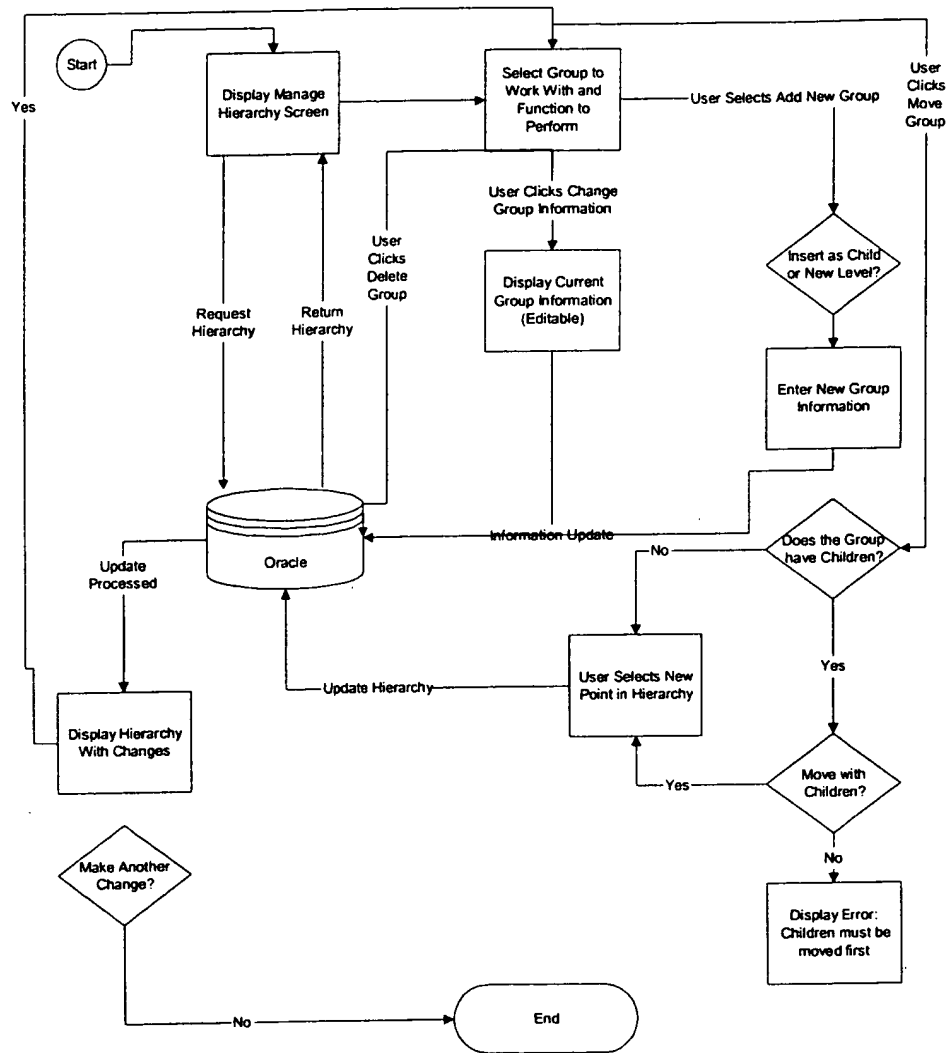 Start
Yes
Display Manage
Hierarchy Screen
Select Group to
Work With and
Function to
Perform
User Selects Add New Group
User
Clicks
Move
Group
User Clicks Change
Group Information
User
Clicks
Delete
Group
Insert as Child
or New Level?
Display Current
Group Information
(Editable)
Request
Hierarchy
Return
Hierarchy
Enter New Group
Information
Oracle
Information Update
Does the Group
have Children?
No
Update
Processed
Yes
Update Hierarchy
User Selects New
Point in Hierarchy
Display Hierarchy
With Changes
Yes
Move with
Children?
No
Make Another
Change?
Display Error:
Children must be
moved first
No
End